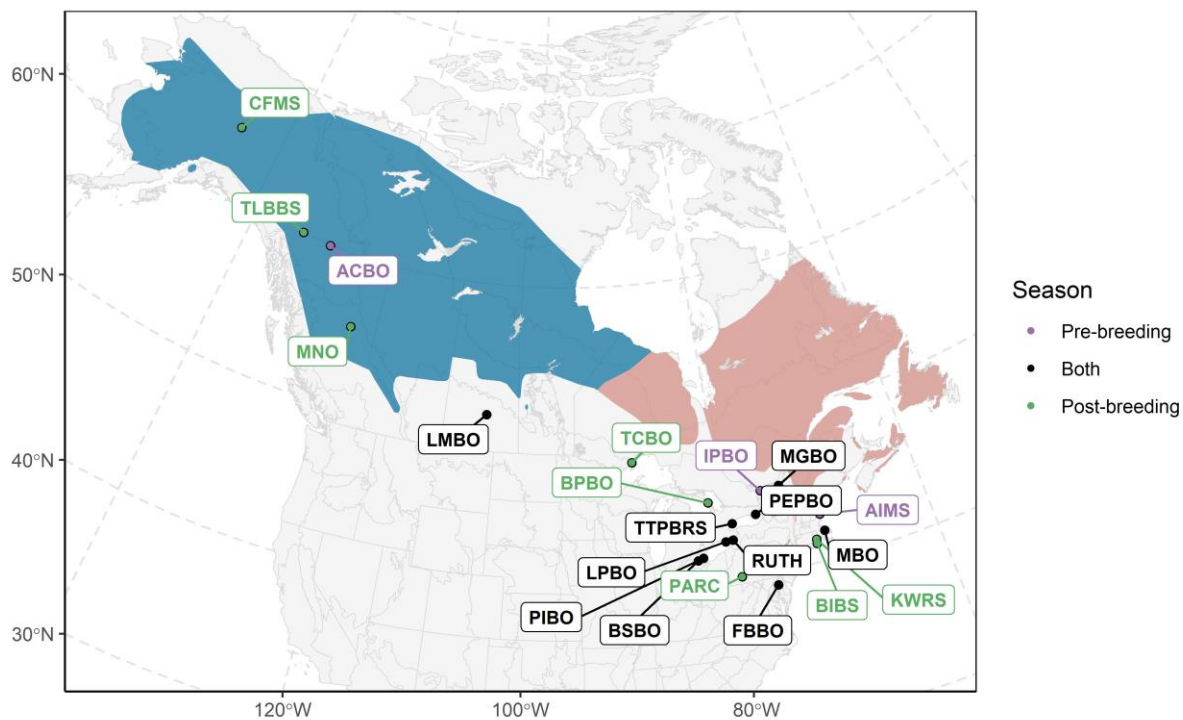 60°N
50°N
40°N
30°N
CFMS
TLBBS
ACBO
MNO
LMBO
TCBO
IPBO
MGBO
BPBO
PEPBO
AIMS
TTPBRS
LPBO
RUTH
MBO
PARC
PIBO
BSBO
FBBO
BIBS
KWRS
120°W
100°W
80°W
Season
Pre-breeding
Both
Post-breeding